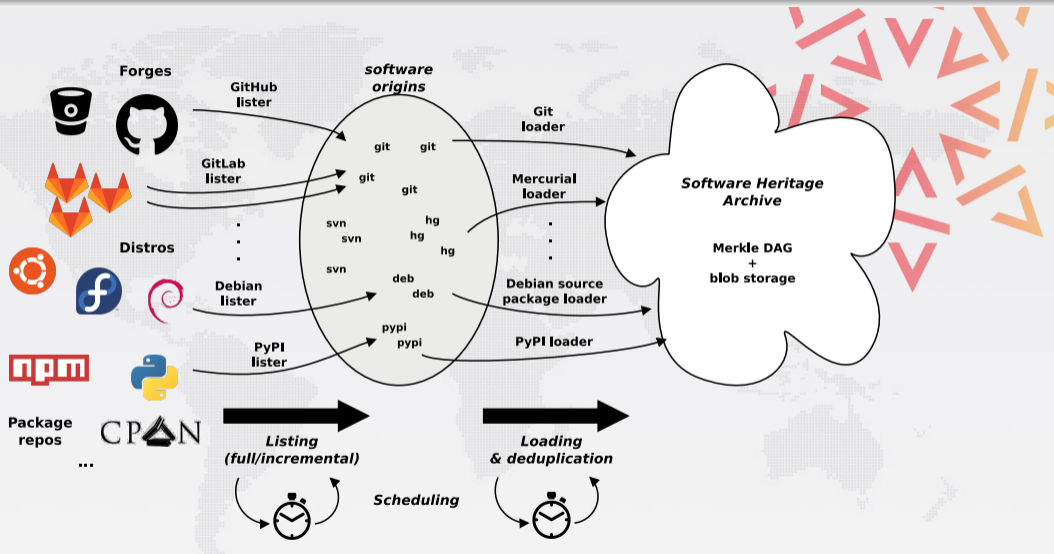 Forges
GitHub
lister
software
origins
Git
loader
git git
GitLab
lister
git
git
Mercurial
loader
Software Heritage
Archive
svn
svn
hg
hg
hg
.
.
.
.
.
.
Distros
Merkle DAG
+
blob storage
svn
deb
deb
Debian
lister
Debian source
package loader
pypi
pypi
PyPI
lister
PyPI loader
npm
Package
repos
CPAN
...
Listing
(full/incremental)
Loading
& deduplication
Scheduling